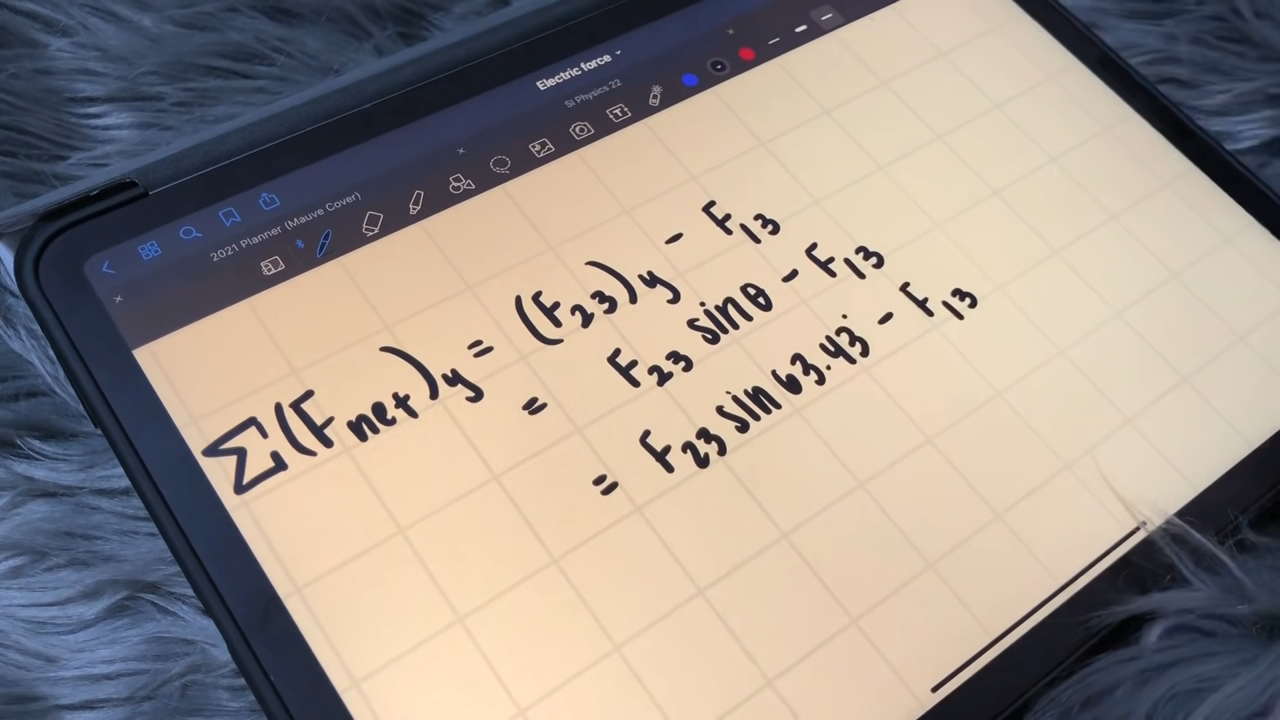 Electric force
SI Physics 22
2021 Planner (Mauve Cover)
Σ(Fnet)y = (F23)y - F13
= F23 sinθ - F13
= F23 sin 63.43° - F13